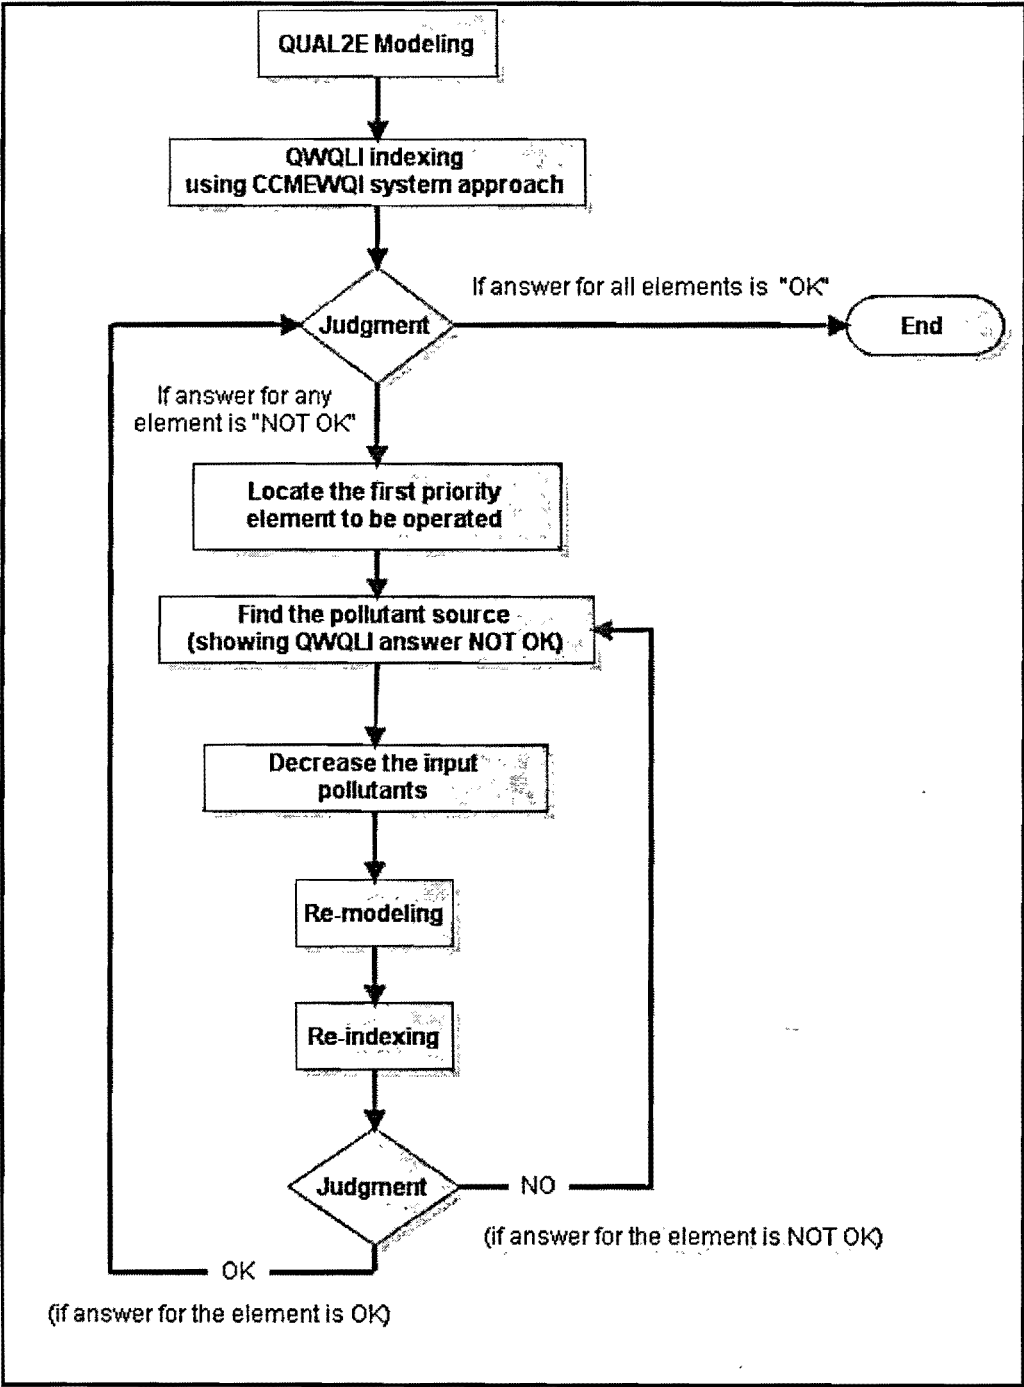 QUAL2E Modeling
QWQLI indexing
using CCMEWQI system approach
If answer for all elements is "OK"
Judgment
End
If answer for any
element is "NOT OK"
Locate the first priority
element to be operated
Find the pollutant source
(showing QWQLI answer NOT OK)
Decrease the input
pollutants
Re-modeling
Re-indexing
Judgment
NO
(if answer for the element is NOT OK)
OK
(if answer for the element is OK)